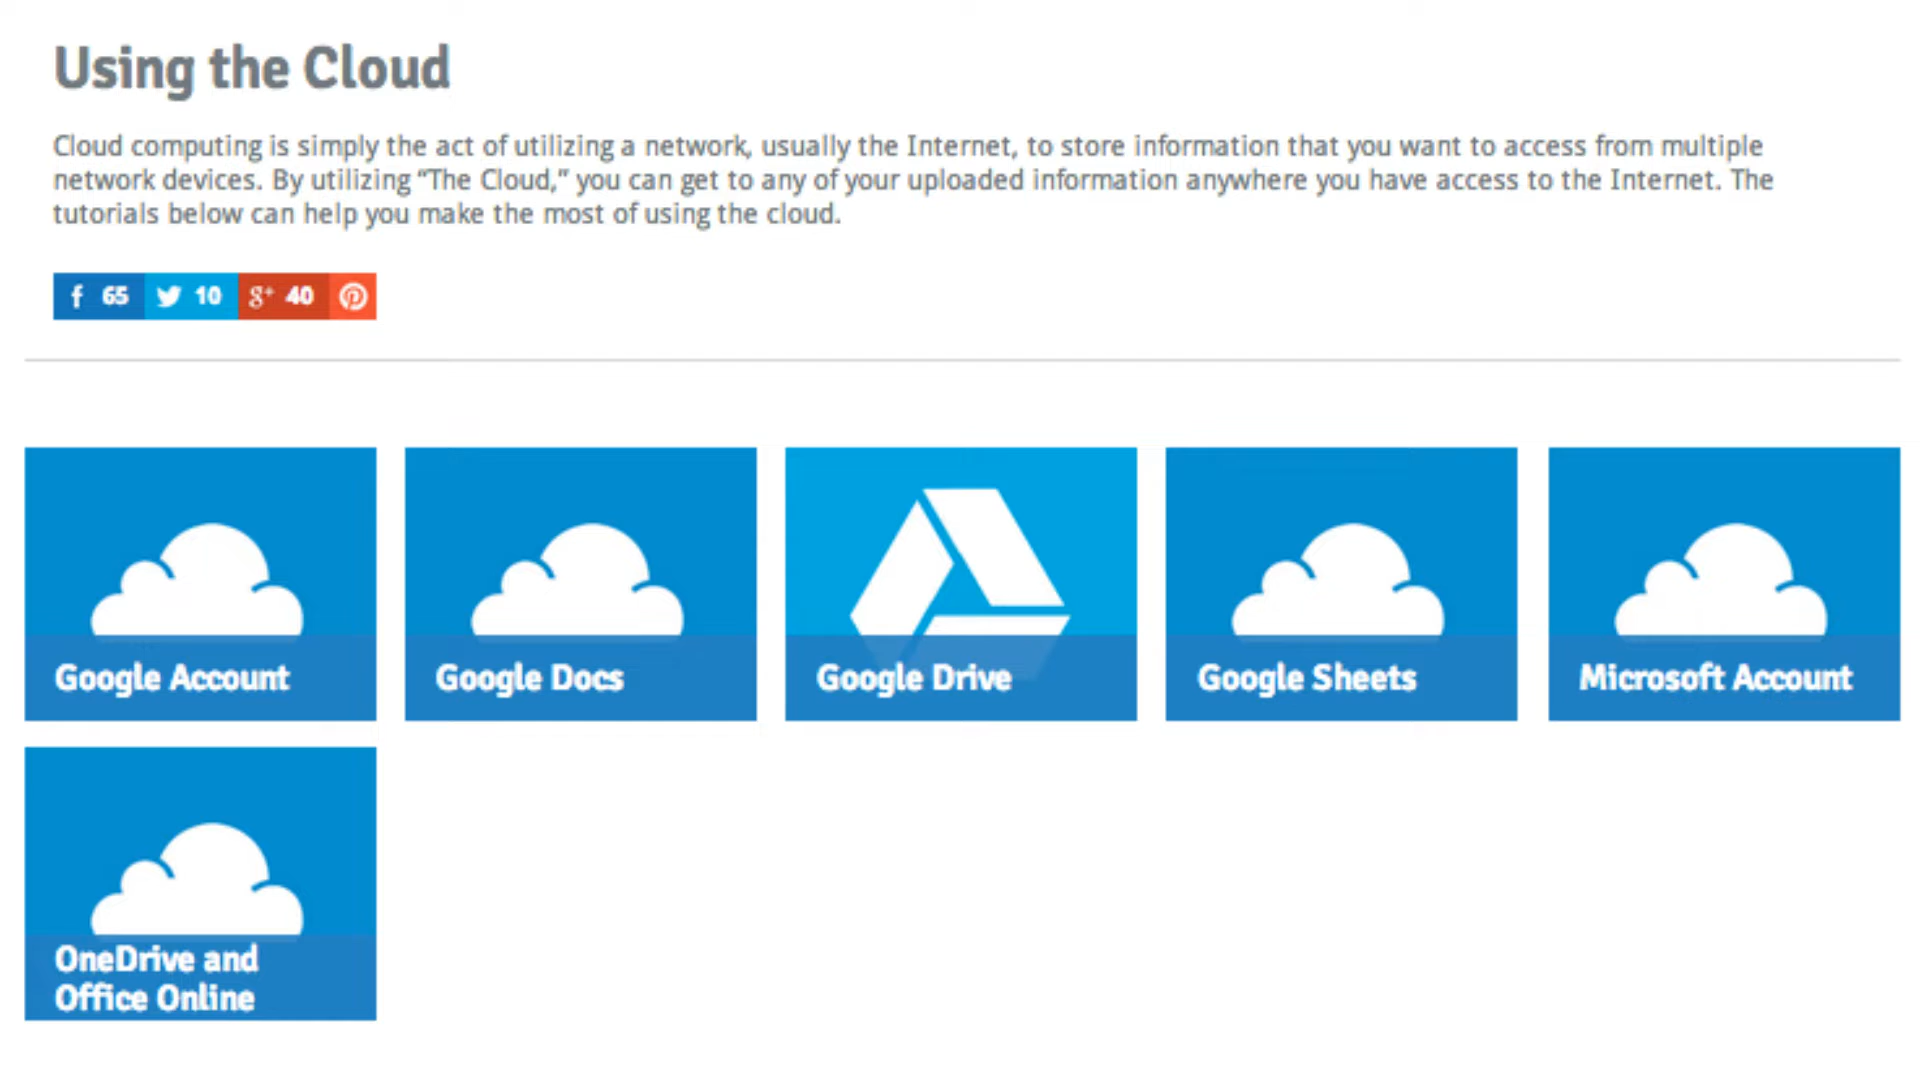 Using the Cloud
Cloud computing is simply the act of utilizing a network, usually the Internet, to store information that you want to access from multiple
network devices. By utilizing “The Cloud,” you can get to any of your uploaded information anywhere you have access to the Internet. The
tutorials below can help you make the most of using the cloud.
f 65 10 g+ 40
Google Account Google Docs Google Drive Google Sheets Microsoft Account
OneDrive and
Office Online